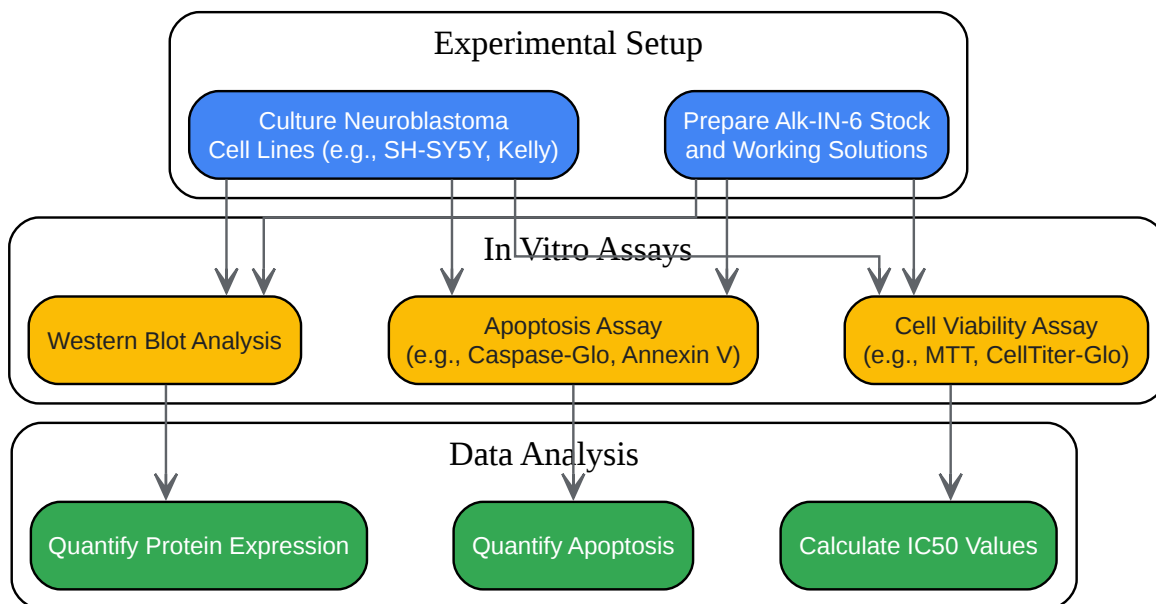 Experimental Setup
Culture Neuroblastoma
Cell Lines (e.g., SH-SY5Y, Kelly)
Prepare Alk-IN-6 Stock
and Working Solutions
In Vitro Assays
Western Blot Analysis
Apoptosis Assay
(e.g., Caspase-Glo, Annexin V)
Cell Viability Assay
(e.g., MTT, CellTiter-Glo)
Data Analysis
Quantify Protein Expression
Quantify Apoptosis
Calculate IC50 Values